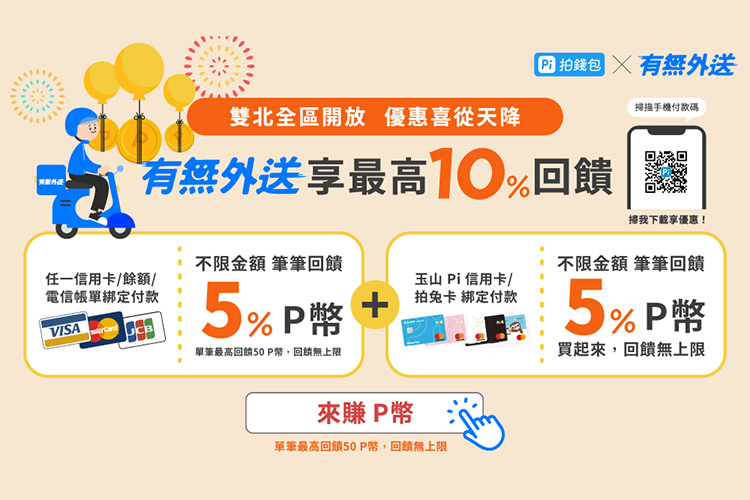 Pi 拍錢包 × 有無外送
雙北全區開放 優惠喜從天降
掃描手機付款碼
有無外送 享最高10%回饋
有無外送
P P P
Pi
掃我下載享優惠！
任一信用卡/餘額/
電信帳單綁定付款
VISA MasterCard JCB
不限金額 筆筆回饋
5% P幣
單筆最高回饋50 P幣，回饋無上限
+
玉山 Pi 信用卡/
拍兔卡 綁定付款
不限金額 筆筆回饋
5% P幣
買起來，回饋無上限
來賺 P幣
單筆最高回饋50 P幣，回饋無上限